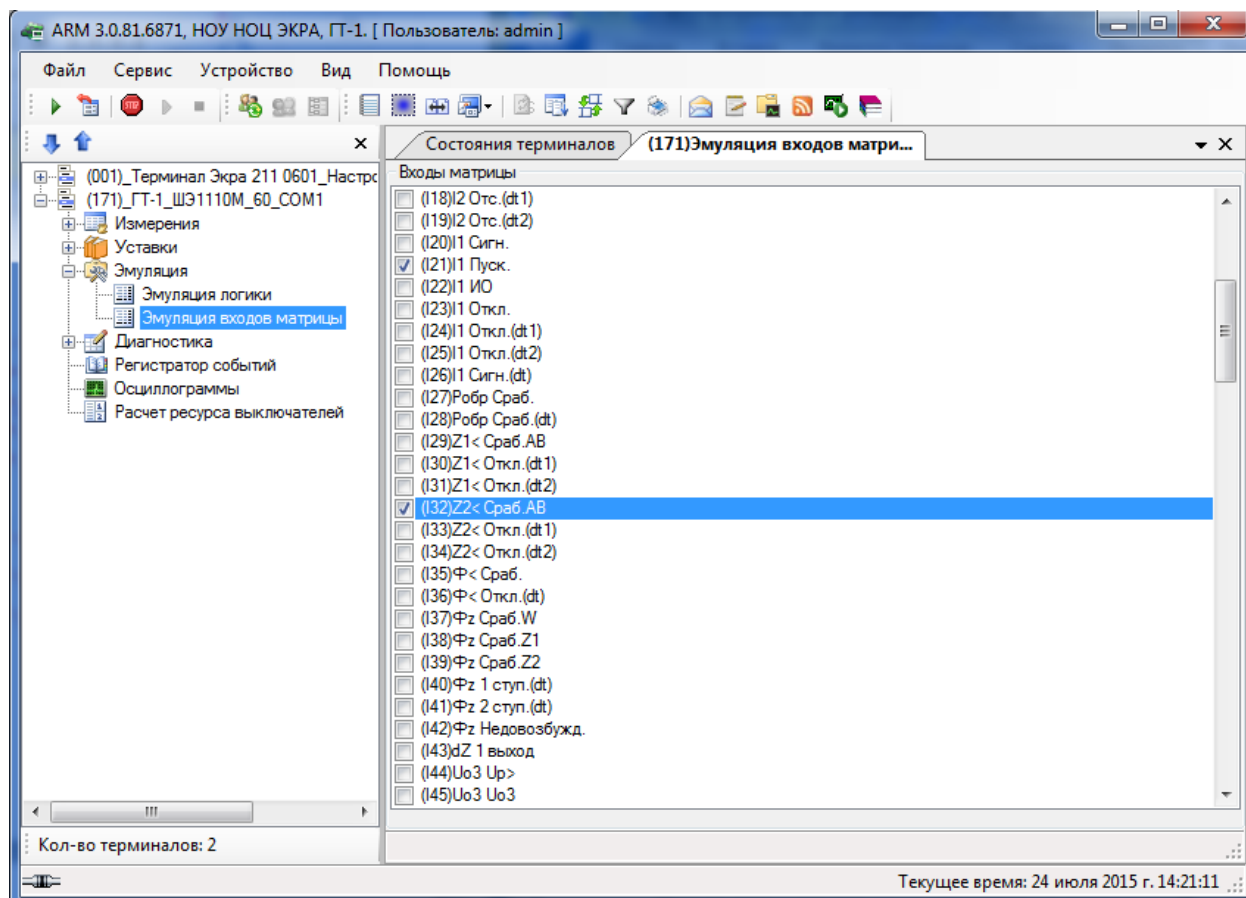 ARM 3.0.81.6871, НОУ НОЦ ЭКРА, ГТ-1. [ Пользователь: admin ]
Файл Сервис Устройство Вид Помощь
STOP
Состояния терминалов
(171)Эмуляция входов матри...
(001)_Терминал Экра 211 0601_Настро
(171)_ГТ-1_ШЭ1110М_60_COM1
Измерения
Уставки
Эмуляция
Эмуляция логики
Эмуляция входов матрицы
Диагностика
Регистратор событий
Осциллограммы
Расчет ресурса выключателей
Кол-во терминалов: 2
Входы матрицы
(I18)I2 Отс.(dt1)
(I19)I2 Отс.(dt2)
(I20)I1 Сигн.
(I21)I1 Пуск.
(I22)I1 ИО
(I23)I1 Откл.
(I24)I1 Откл.(dt1)
(I25)I1 Откл.(dt2)
(I26)I1 Сигн.(dt)
(I27)Pобр Сраб.
(I28)Pобр Сраб.(dt)
(I29)Z1< Сраб.AB
(I30)Z1< Откл.(dt1)
(I31)Z1< Откл.(dt2)
(I32)Z2< Сраб.AB
(I33)Z2< Откл.(dt1)
(I34)Z2< Откл.(dt2)
(I35)Ф< Сраб.
(I36)Ф< Откл.(dt)
(I37)Фz Сраб.W
(I38)Фz Сраб.Z1
(I39)Фz Сраб.Z2
(I40)Фz 1 ступ.(dt)
(I41)Фz 2 ступ.(dt)
(I42)Фz Недовозбужд.
(I43)dZ 1 выход
(I44)Uo3 Up>
(I45)Uo3 Uo3
Текущее время: 24 июля 2015 г. 14:21:11